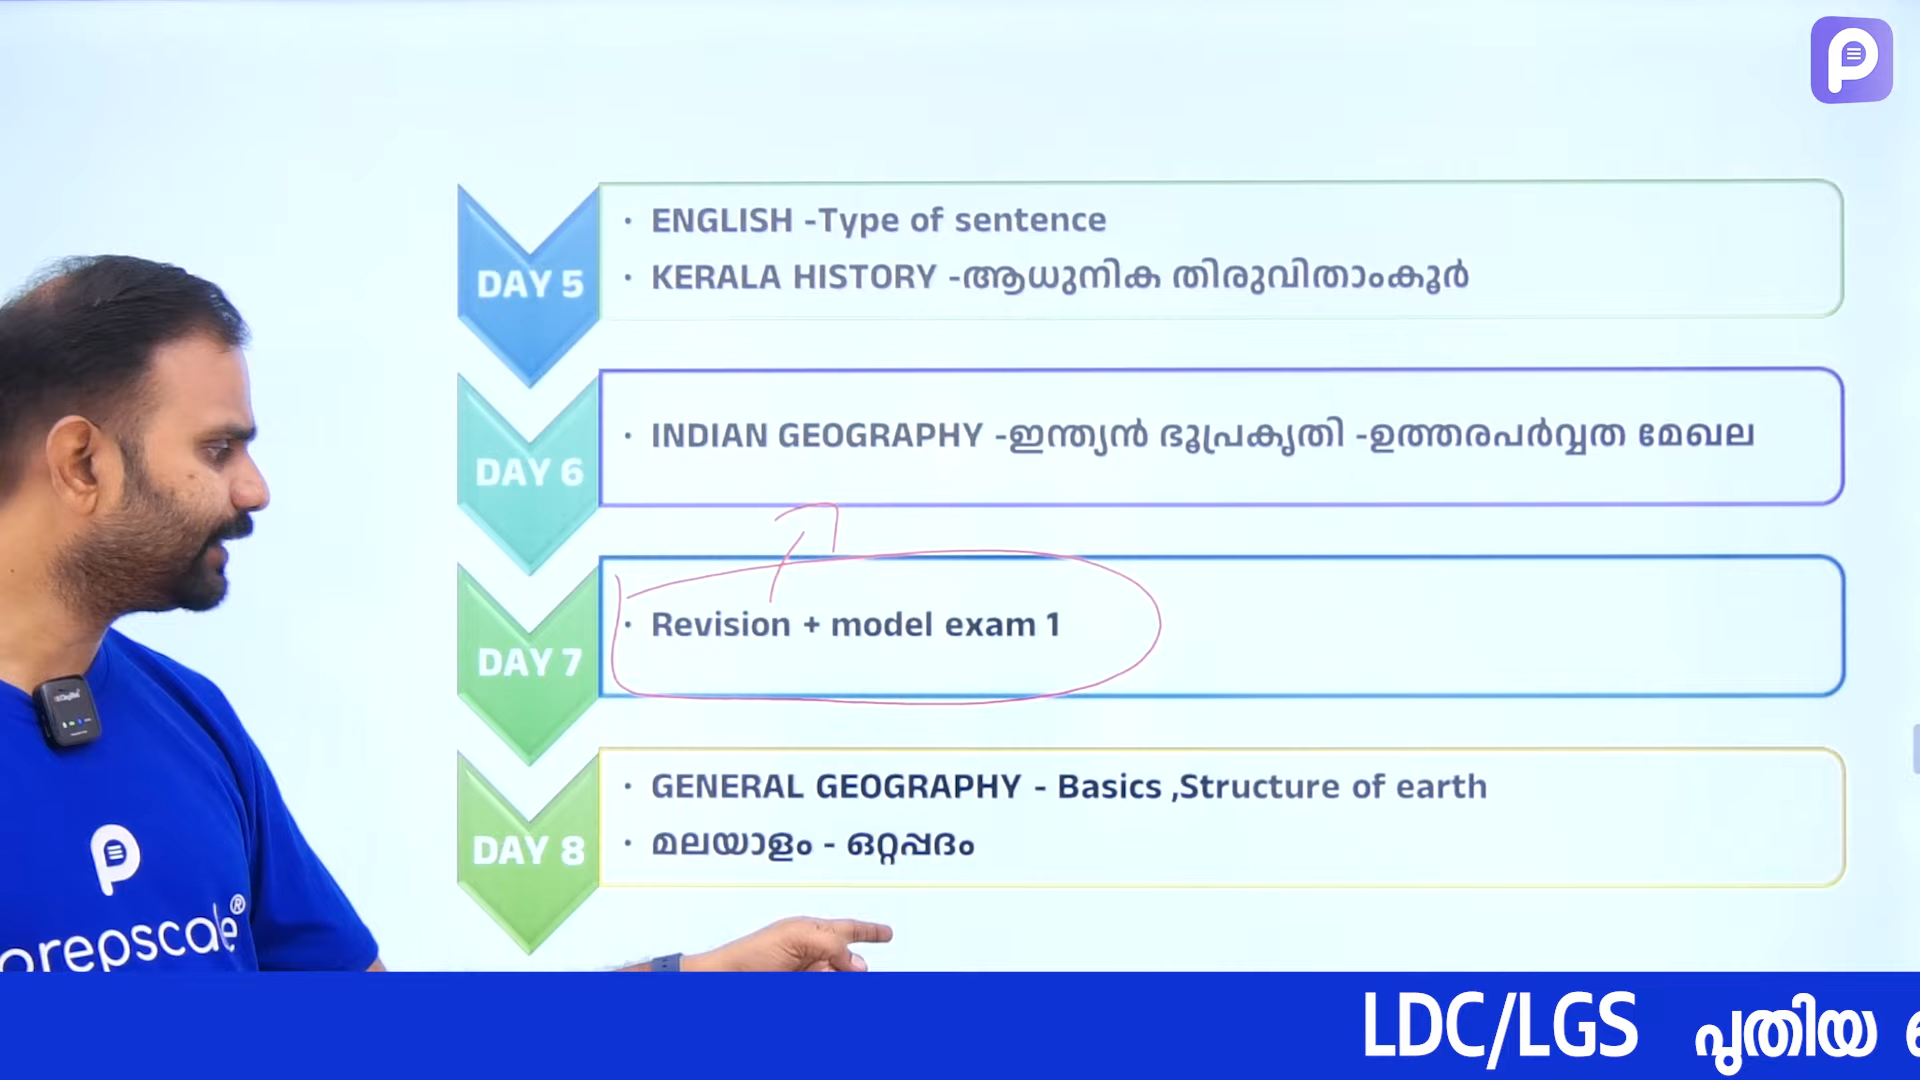 DAY 5
· ENGLISH -Type of sentence
· KERALA HISTORY -ആധുനിക തിരുവിതാംകൂർ
DAY 6
· INDIAN GEOGRAPHY -ഇന്ത്യൻ ഭൂപ്രകൃതി -ഉത്തരപർവ്വത മേഖല
DAY 7
· Revision + model exam 1
DAY 8
· GENERAL GEOGRAPHY - Basics ,Structure of earth
· മലയാളം - ഒറ്റപ്പദം
prepscale®
LDC/LGS പുതിയ